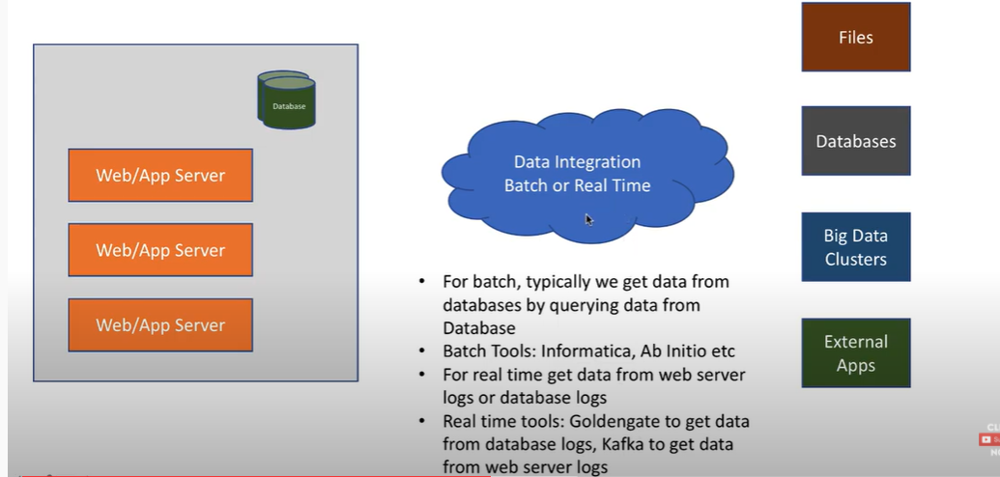 Database
Web/App Server
Web/App Server
Web/App Server
Data Integration
Batch or Real Time
• For batch, typically we get data from
databases by querying data from
Database
• Batch Tools: Informatica, Ab Initio etc
• For real time get data from web server
logs or database logs
• Real time tools: Goldengate to get data
from database logs, Kafka to get data
from web server logs
Files
Databases
Big Data
Clusters
External
Apps